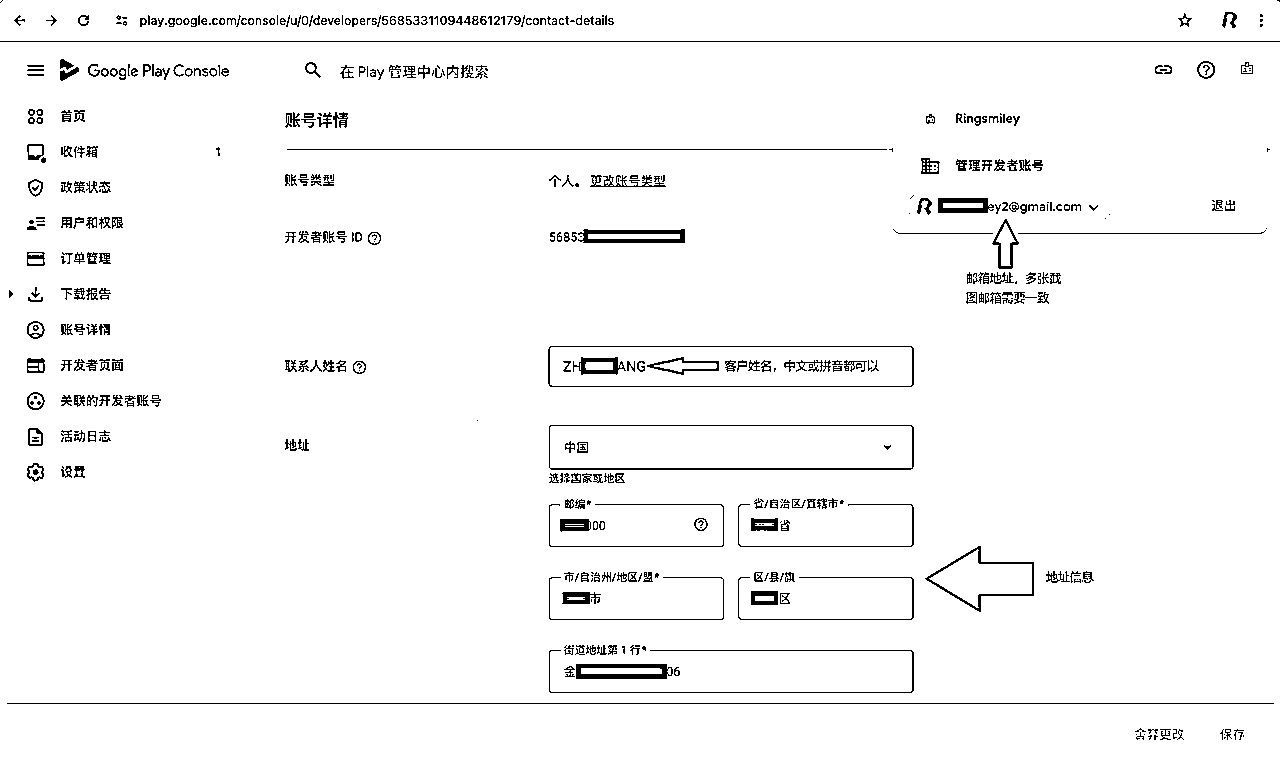 play.google.com/console/u/0/developers/5685331109448612179/contact-details
Google Play Console
在 Play 管理中心内搜索
首页
收件箱 1
政策状态
用户和权限
订单管理
下载报告
账号详情
开发者页面
关联的开发者账号
活动日志
设置
账号详情
账号类型
个人。更改账号类型
开发者账号 ID
56853
联系人姓名
ZH ANG
客户姓名，中文或拼音都可以
地址
中国
选择国家或地区
邮编*
00
省/自治区/直辖市*
省
市/自治州/地区/盟*
市
区/县/旗
区
地址信息
街道地址第 1 行*
金 06
Ringsmiley
管理开发者账号
ey2@gmail.com
退出
邮箱地址，多张截
图邮箱需要一致
舍弃更改
保存